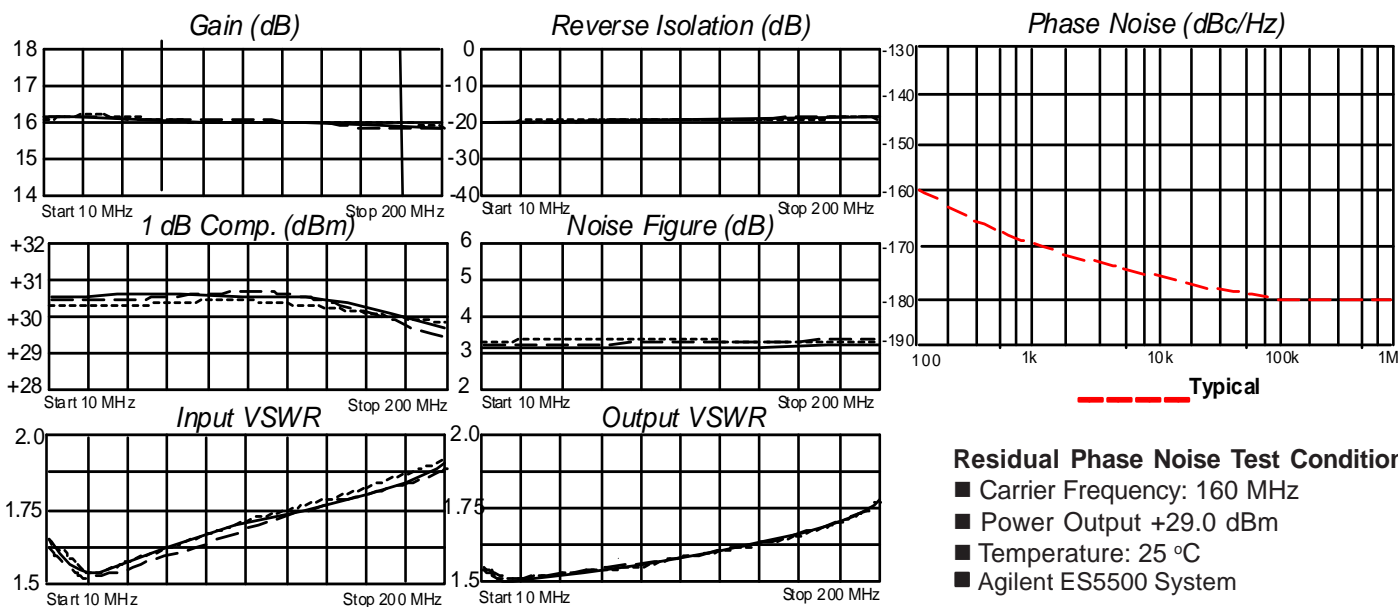 Gain (dB)
18
17
16
15
14
Start 10 MHz
Stop 200 MHz
Reverse Isolation (dB)
0
-10
-20
-30
-40
Start 10 MHz
Stop 200 MHz
Phase Noise (dBc/Hz)
-130
-140
-150
-160
-170
-180
-190
100
1k
10k
100k
1M
Typical
1 dB Comp. (dBm)
+32
+31
+30
+29
+28
Start 10 MHz
Stop 200 MHz
Noise Figure (dB)
6
5
4
3
2
Start 10 MHz
Stop 200 MHz
Input VSWR
2.0
1.75
1.5
Start 10 MHz
Stop 200 MHz
Output VSWR
2.0
1.75
1.5
Start 10 MHz
Stop 200 MHz
Residual Phase Noise Test Condition
■ Carrier Frequency: 160 MHz
■ Power Output +29.0 dBm
■ Temperature: 25 °C
■ Agilent ES5500 System